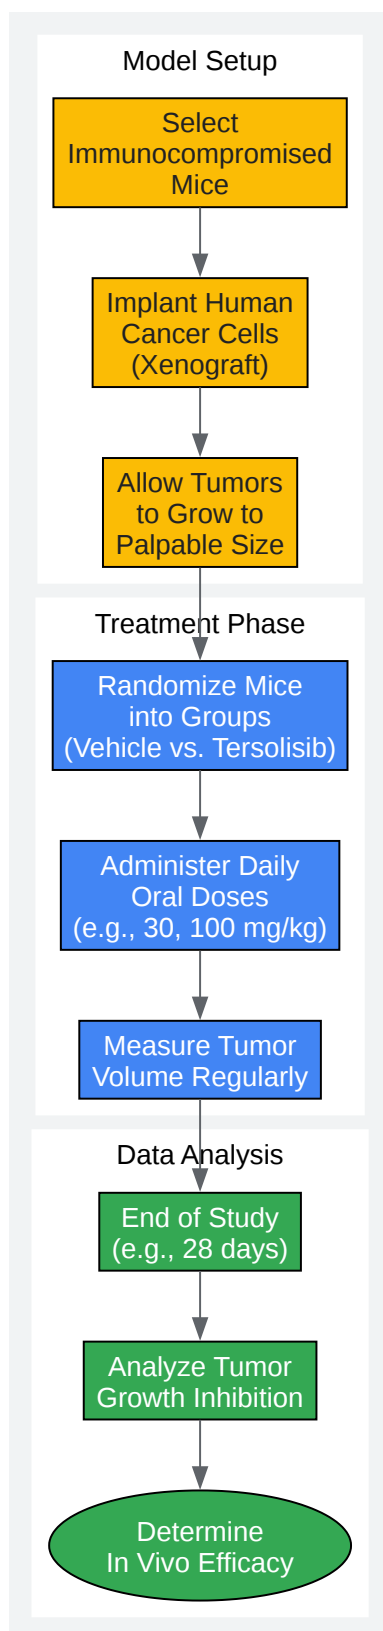 Model Setup
Select
Immunocompromised
Mice
Implant Human
Cancer Cells
(Xenograft)
Allow Tumors
to Grow to
Palpable Size
Treatment Phase
Randomize Mice
into Groups
(Vehicle vs. Tersolisib)
Administer Daily
Oral Doses
(e.g., 30, 100 mg/kg)
Measure Tumor
Volume Regularly
Data Analysis
End of Study
(e.g., 28 days)
Analyze Tumor
Growth Inhibition
Determine
In Vivo Efficacy